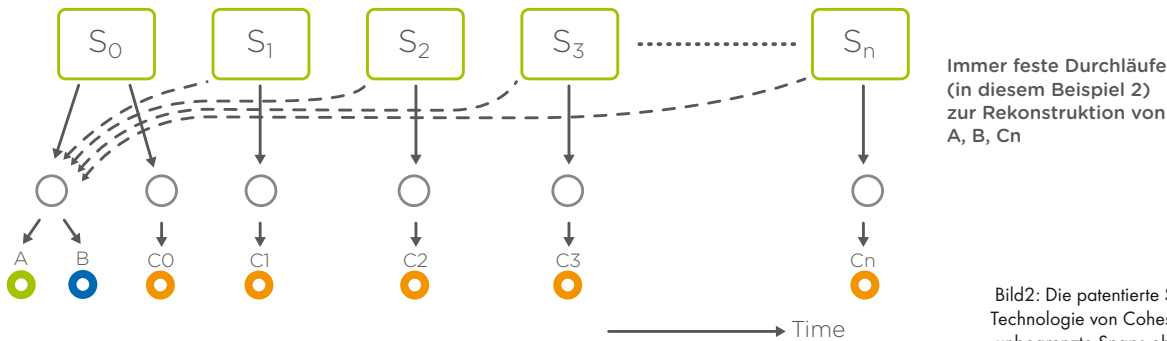 S0 S1 S2 S3 Sn
Immer feste Durchläufe
(in diesem Beispiel 2)
zur Rekonstruktion von
A, B, Cn
A B C0 C1 C2 C3 Cn
Time
Bild2: Die patentierte
Technologie von